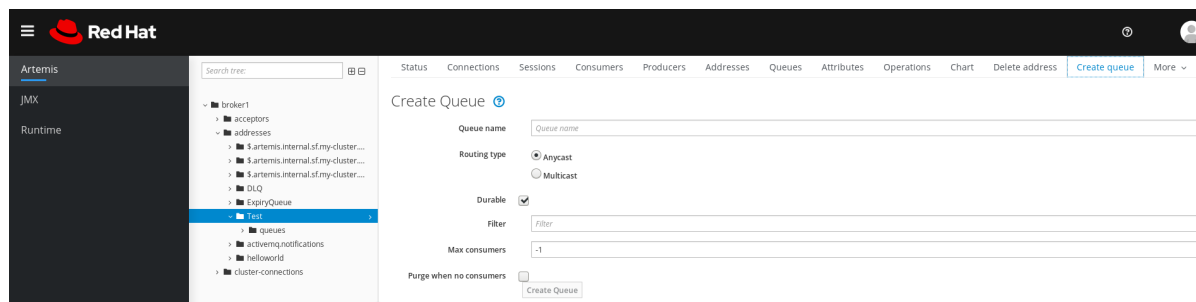 Red Hat
Artemis
JMX
Runtime
Search tree:
broker1
acceptors
addresses
$.artemis.internal.sf.my-cluster....
$.artemis.internal.sf.my-cluster....
$.artemis.internal.sf.my-cluster....
DLQ
ExpiryQueue
Test
queues
activemq.notifications
helloworld
cluster-connections
Status Connections Sessions Consumers Producers Addresses Queues Attributes Operations Chart Delete address Create queue More
Create Queue
Queue name Queue name
Routing type Anycast
Multicast
Durable
Filter Filter
Max consumers -1
Purge when no consumers
Create Queue